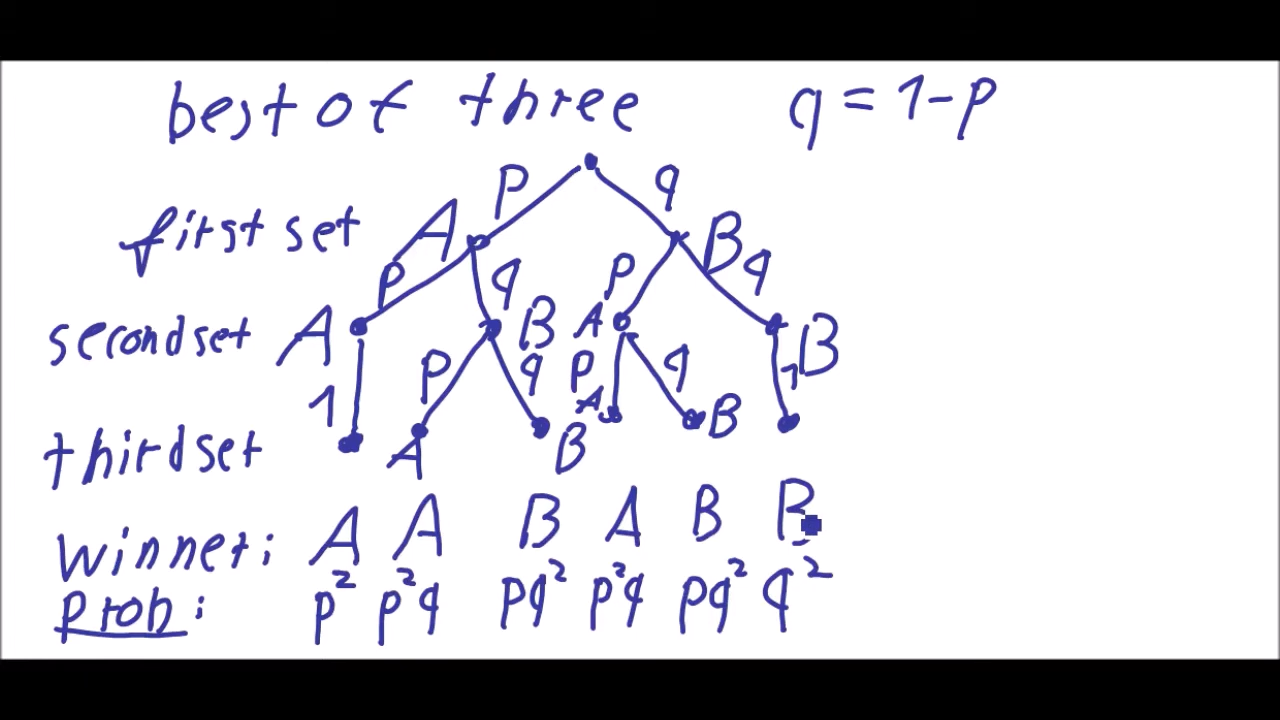 best of three q = 1 - p
p q
first set A B
p q p q
second set A B A B
1 p q p q 1
third set A B A B
winner: A A B A B B
prob: p² p²q pq² p²q pq² q²